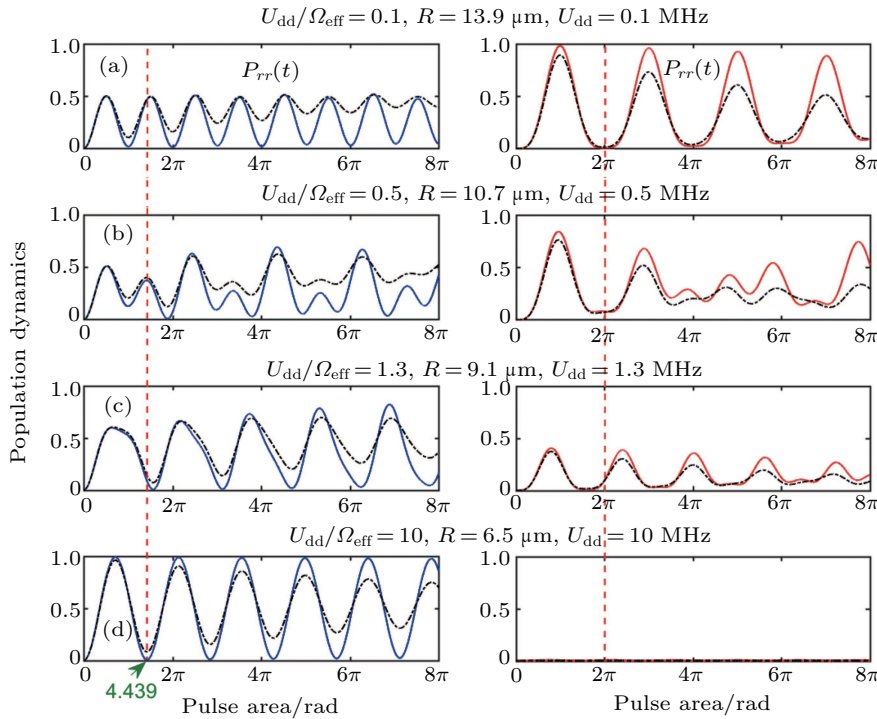 U_dd/Ω_eff = 0.1, R = 13.9 μm, U_dd = 0.1 MHz
(a) P_rr(t) P_rr(t)
1.0 1.0
0.5 0.5
0 0
0 2π 4π 6π 8π 0 2π 4π 6π 8π
U_dd/Ω_eff = 0.5, R = 10.7 μm, U_dd = 0.5 MHz
(b)
1.0 1.0
0.5 0.5
0 0
0 2π 4π 6π 8π 0 2π 4π 6π 8π
Population dynamics
U_dd/Ω_eff = 1.3, R = 9.1 μm, U_dd = 1.3 MHz
(c)
1.0 1.0
0.5 0.5
0 0
0 2π 4π 6π 8π 0 2π 4π 6π 8π
U_dd/Ω_eff = 10, R = 6.5 μm, U_dd = 10 MHz
1.0 1.0
0.5 0.5
(d)
0 0
0 2π 4π 6π 8π 0 2π 4π 6π 8π
4.439
Pulse area/rad Pulse area/rad